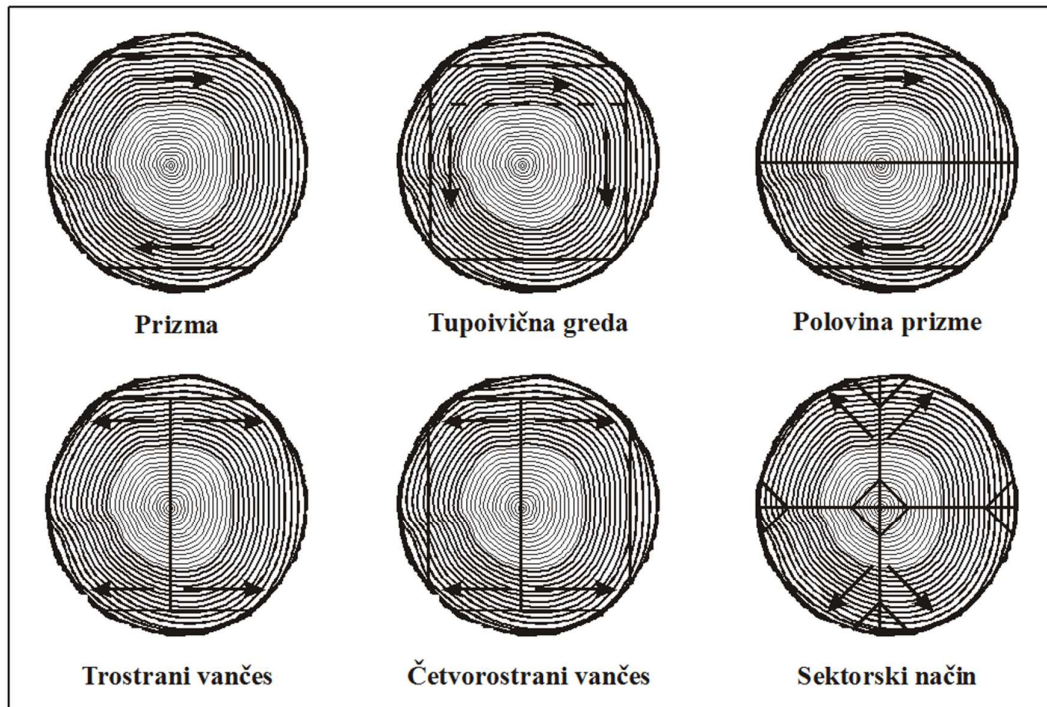 Prizma
Tupoivična greda
Polovina prizme
Trostrani vančes
Četvorostrani vančes
Sektorski način